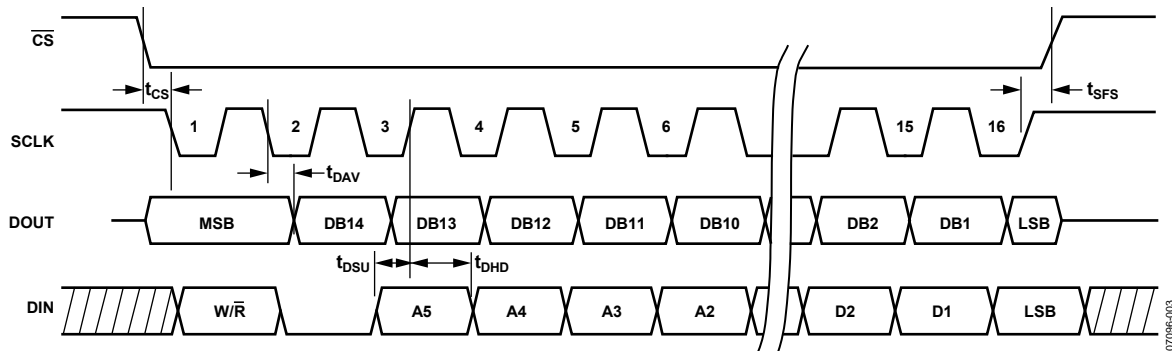 CS
tCS
tSFS
SCLK
1 2 3 4 5 6 15 16
tDAV
DOUT
MSB DB14 DB13 DB12 DB11 DB10 DB2 DB1 LSB
tDSU tDHD
DIN
W/R A5 A4 A3 A2 D2 D1 LSB
07096-003